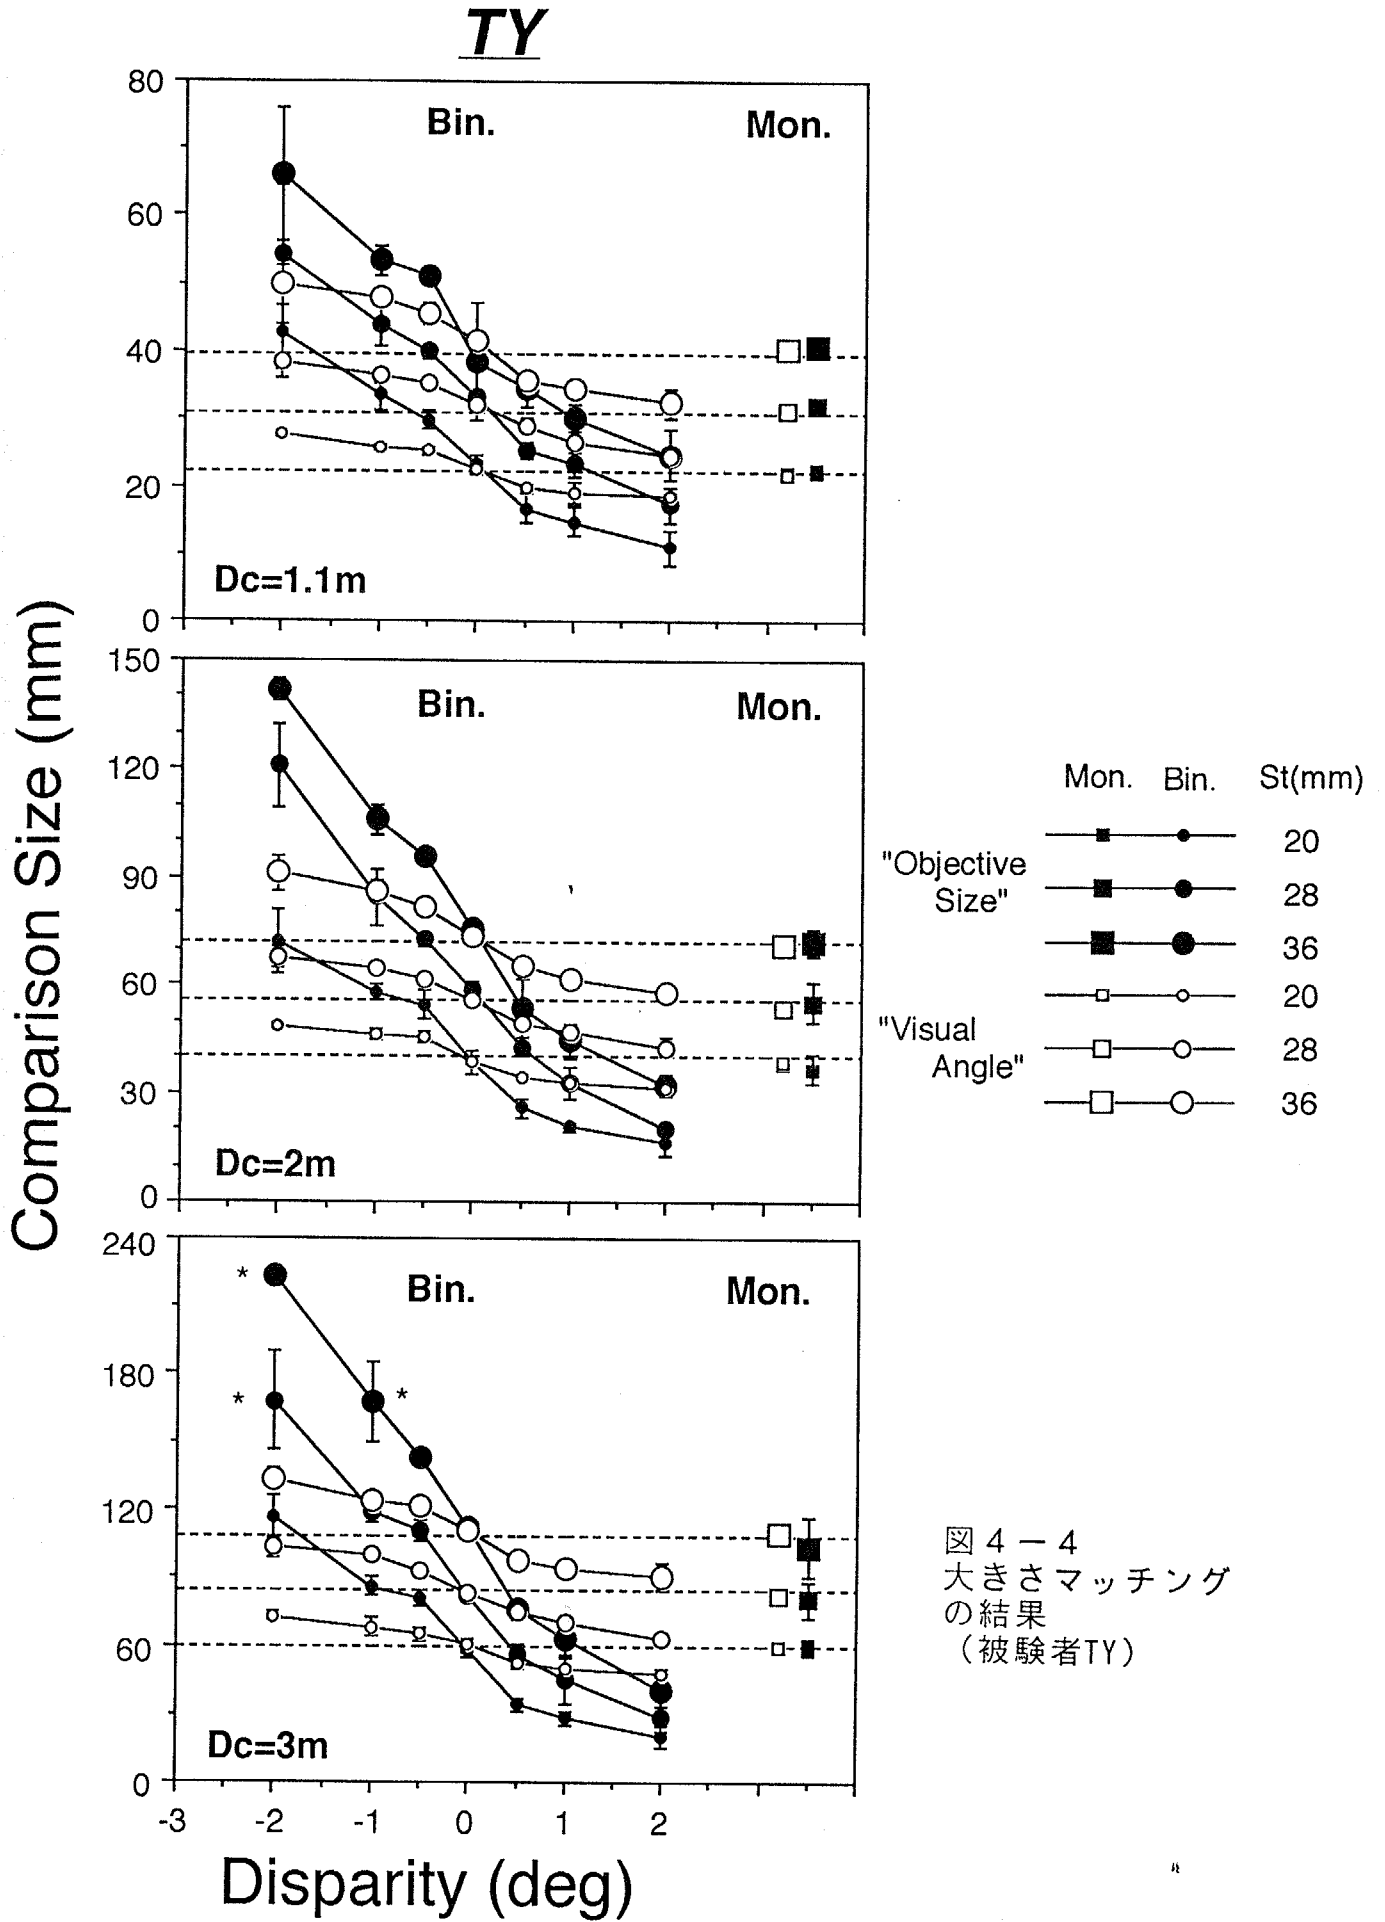 TY
80
60
40
20
0
Bin.
Mon.
Dc=1.1m
150
120
90
60
30
0
Bin.
Mon.
Dc=2m
240
180
120
60
0
*
*
*
Bin.
Mon.
Dc=3m
-3 -2 -1 0 1 2
Disparity (deg)
Comparison Size (mm)
Mon. Bin. St(mm)
"Objective
Size"
20
28
36
"Visual
Angle"
20
28
36
図4-4
大きさマッチング
の結果
(被験者TY)